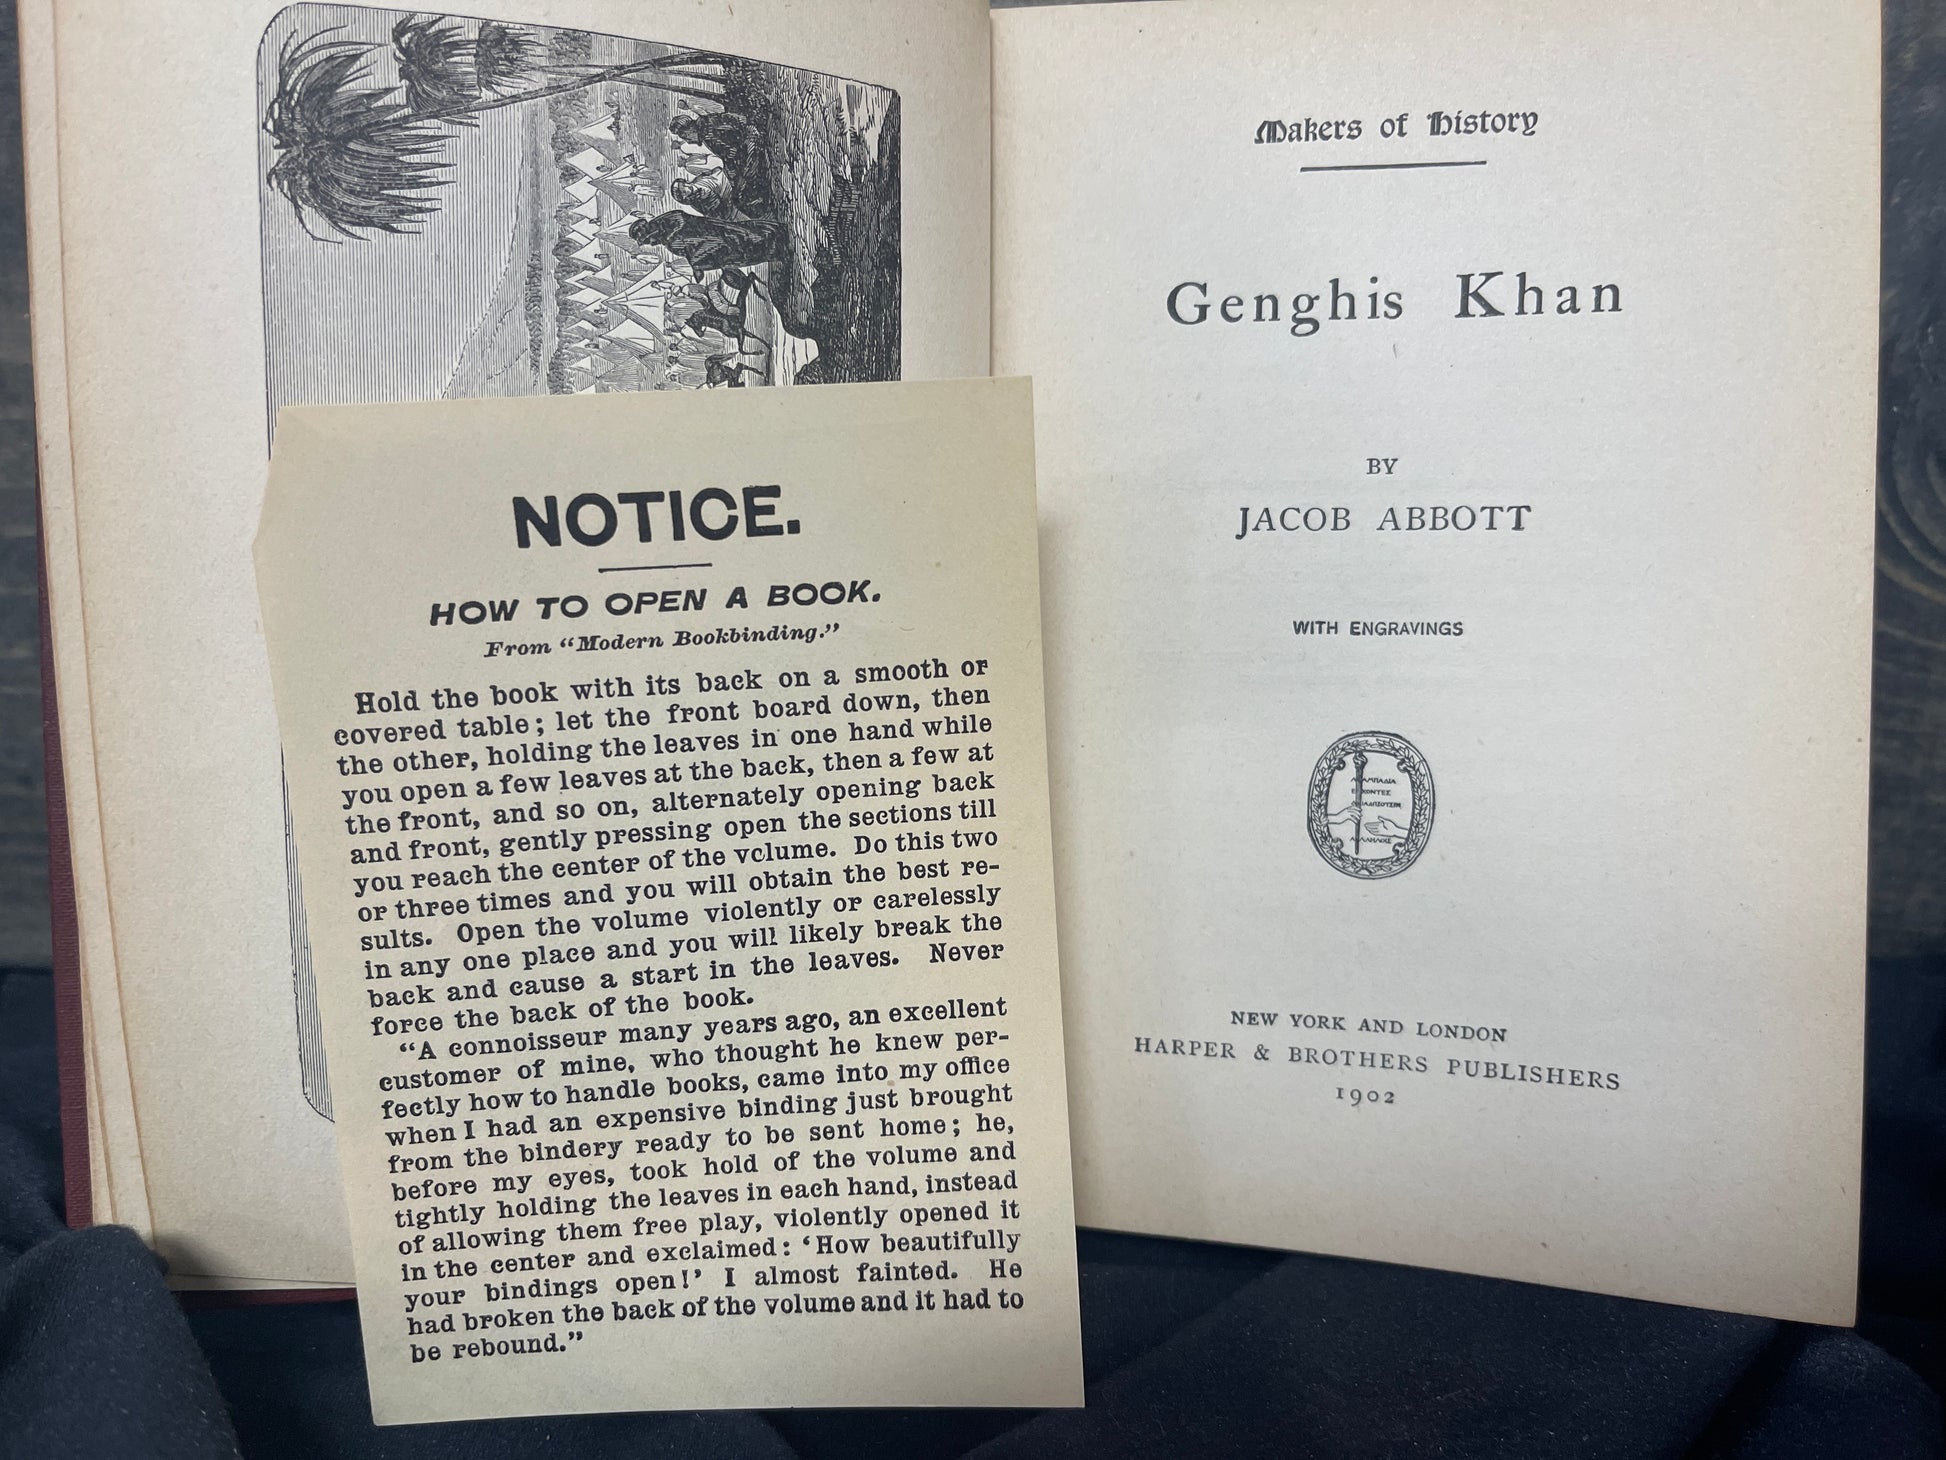 NOTICE.
HOW TO OPEN A BOOK.
From “Modern Bookbinding.”
Hold the book with its back on a smooth or
covered table; let the front board down, then
the other, holding the leaves in one hand while
you open a few leaves at the back, then a few at
the front, and so on, alternately opening back
and front, gently pressing open the sections till
you reach the center of the vclume. Do this two
or three times and you will obtain the best re-
sults. Open the volume violently or carelessly
in any one place and you will likely break the
back and cause a start in the leaves. Never
force the back of the book.
“A connoisseur many years ago, an excellent
customer of mine, who thought he knew per-
fectly how to handle books, came into my office
when I had an expensive binding just brought
from the bindery ready to be sent home; he,
before my eyes, took hold of the volume and
tightly holding the leaves in each hand, instead
of allowing them free play, violently opened it
in the center and exclaimed: ‘How beautifully
your bindings open!’ I almost fainted. He
had broken the back of the volume and it had to
be rebound.”
Makers of History
Genghis Khan
BY
JACOB ABBOTT
WITH ENGRAVINGS
NEW YORK AND LONDON
HARPER & BROTHERS PUBLISHERS
1902